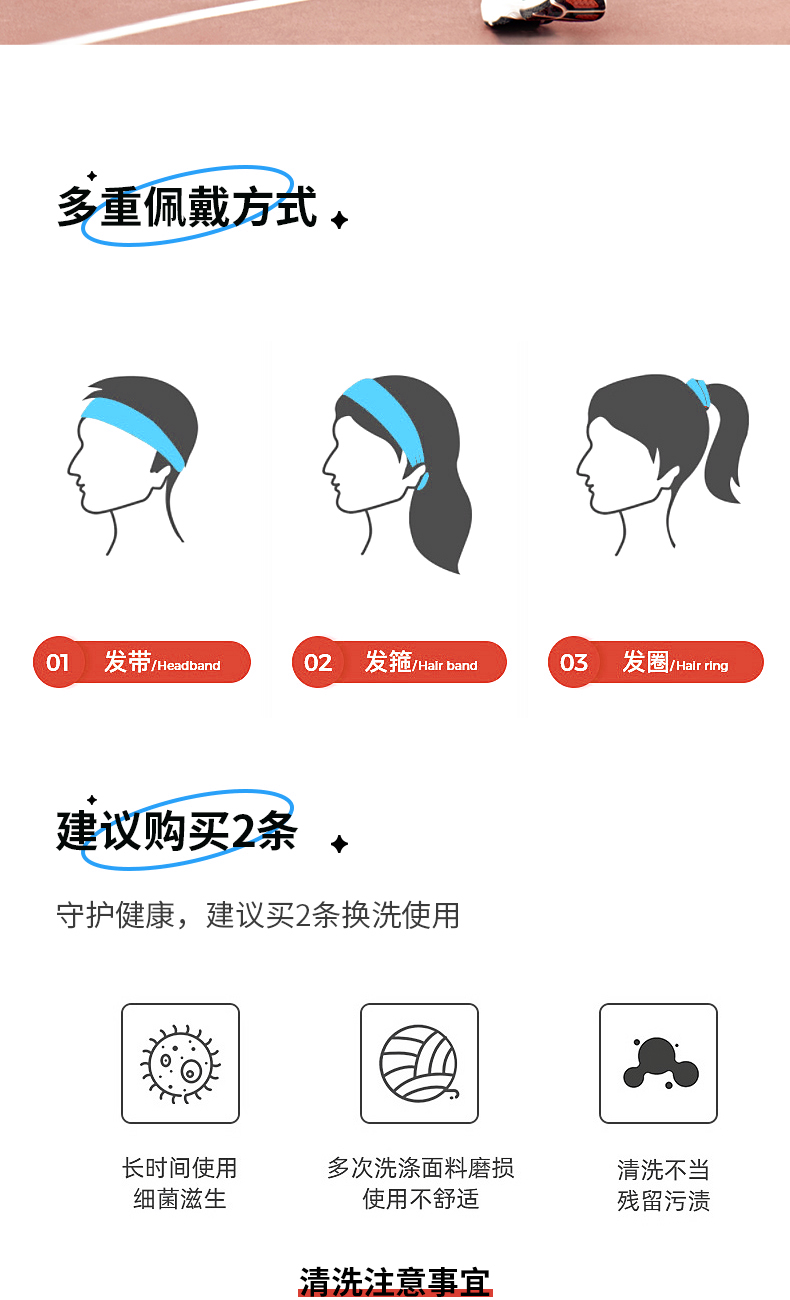 多重佩戴方式
01 发带/Headband
02 发箍/Hair band
03 发圈/Hair ring
建议购买2条
守护健康，建议买2条换洗使用
长时间使用
细菌滋生
多次洗涤面料磨损
使用不舒适
清洗不当
残留污渍
清洗注意事宜